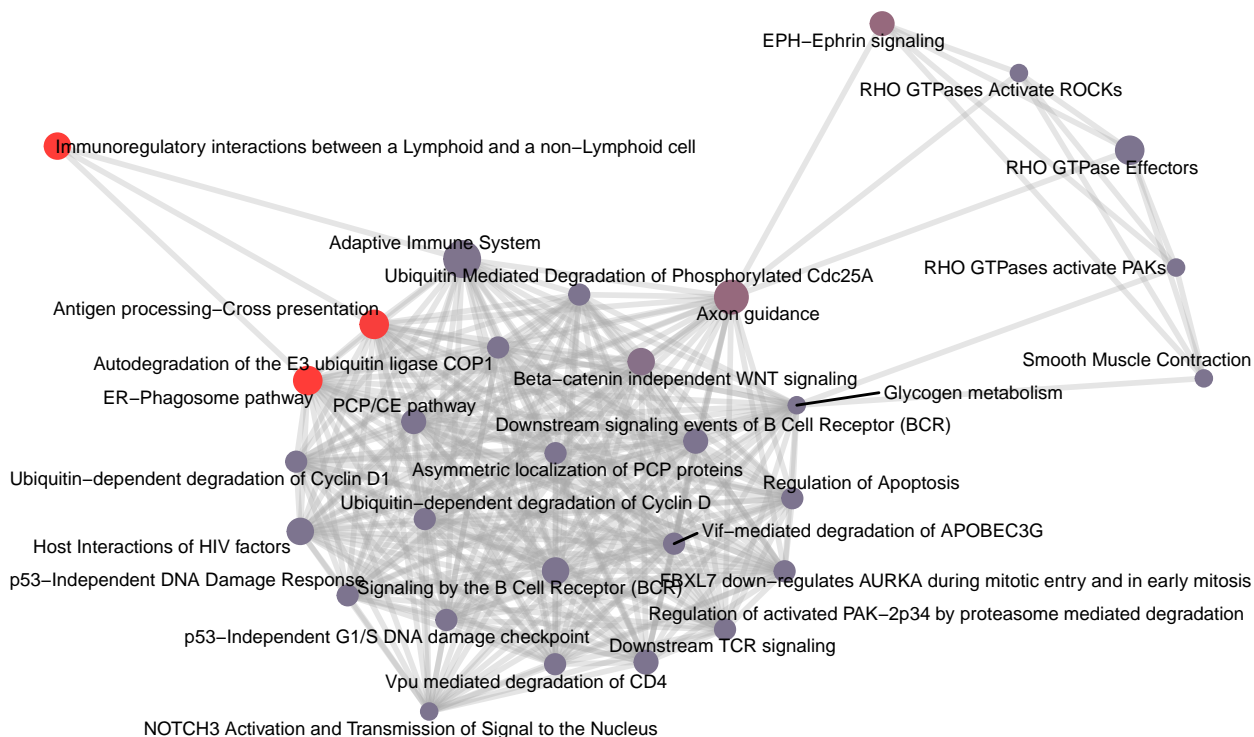 EPH−Ephrin signaling
RHO GTPases Activate ROCKs
Immunoregulatory interactions between a Lymphoid and a non−Lymphoid cell
RHO GTPase Effectors
Adaptive Immune System
Ubiquitin Mediated Degradation of Phosphorylated Cdc25A
RHO GTPases activate PAKs
Antigen processing−Cross presentation
Axon guidance
Autodegradation of the E3 ubiquitin ligase COP1
Smooth Muscle Contraction
Beta−catenin independent WNT signaling
ER−Phagosome pathway
Glycogen metabolism
PCP/CE pathway
Downstream signaling events of B Cell Receptor (BCR)
Asymmetric localization of PCP proteins
Ubiquitin−dependent degradation of Cyclin D1
Regulation of Apoptosis
Ubiquitin−dependent degradation of Cyclin D
Vif−mediated degradation of APOBEC3G
Host Interactions of HIV factors
p53−Independent DNA Damage Response
Signaling by the B Cell Receptor (BCR)
FBXL7 down−regulates AURKA during mitotic entry and in early mitosis
Regulation of activated PAK−2p34 by proteasome mediated degradation
p53−Independent G1/S DNA damage checkpoint
Downstream TCR signaling
Vpu mediated degradation of CD4
NOTCH3 Activation and Transmission of Signal to the Nucleus